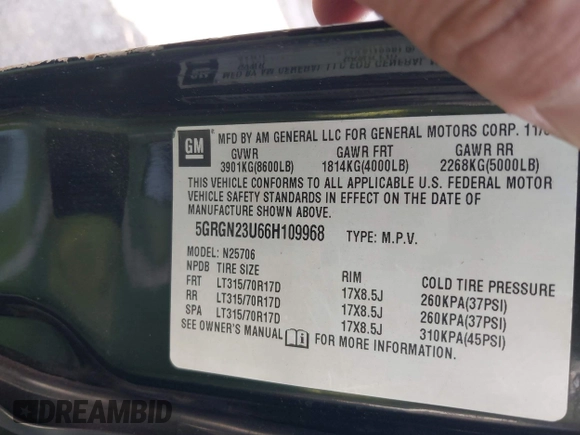 GM
MFD BY AM GENERAL LLC FOR GENERAL MOTORS CORP. 11/
GVWR GAWR FRT GAWR RR
3901KG(8600LB) 1814KG(4000LB) 2268KG(5000LB)
THIS VEHICLE CONFORMS TO ALL APPLICABLE U.S. FEDERAL MOTOR
VEHICLE SAFETY STANDARDS IN EFFECT ON THE DATE OF
MANUFACTURE SHOWN ABOVE.
5GRGN23U66H109968 TYPE: M.P.V.
MODEL: N25706
NPDB TIRE SIZE RIM COLD TIRE PRESSURE
FRT LT315/70R17D 17X8.5J 260KPA(37PSI)
RR LT315/70R17D 17X8.5J 260KPA(37PSI)
SPA LT315/70R17D 17X8.5J 310KPA(45PSI)
SEE OWNER'S MANUAL FOR MORE INFORMATION.
DREAMBID